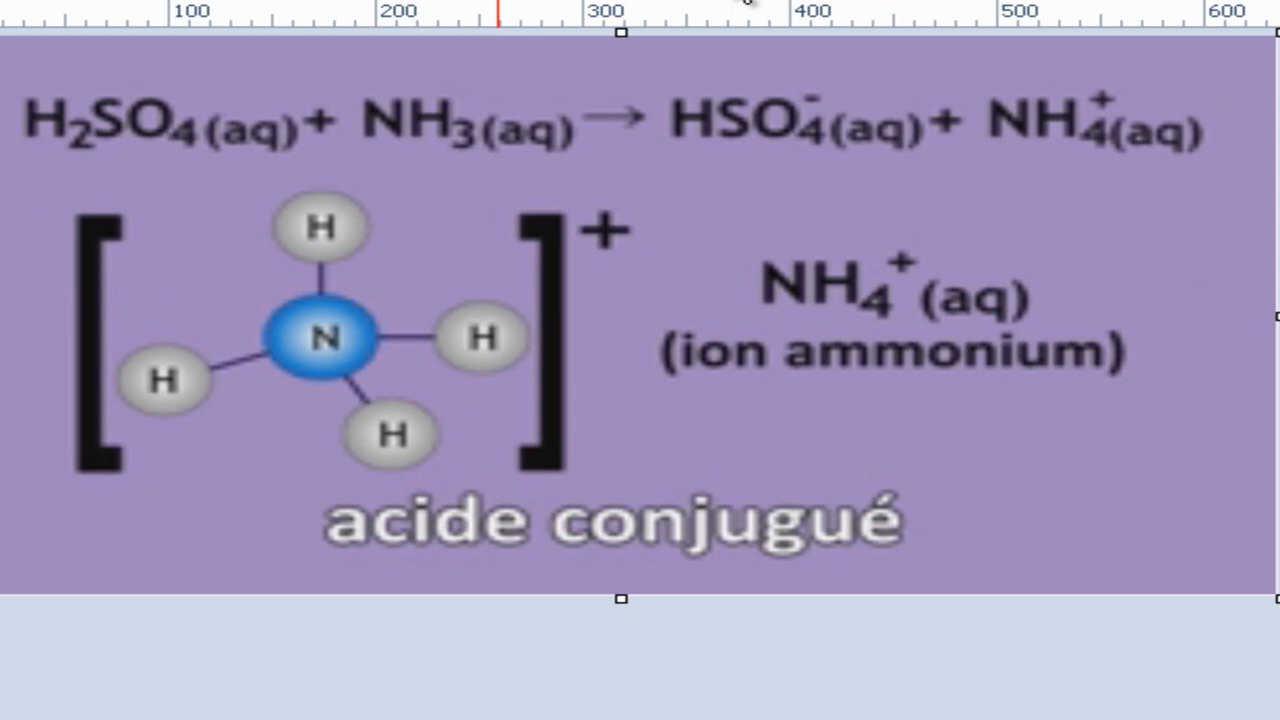 100 200 300 400 500 600
H₂SO₄(aq)+ NH₃(aq) → HSO₄⁻(aq)+ NH₄⁺(aq)
[ ]+
H
N H
H
H
NH₄⁺(aq)
(ion ammonium)
acide conjugué